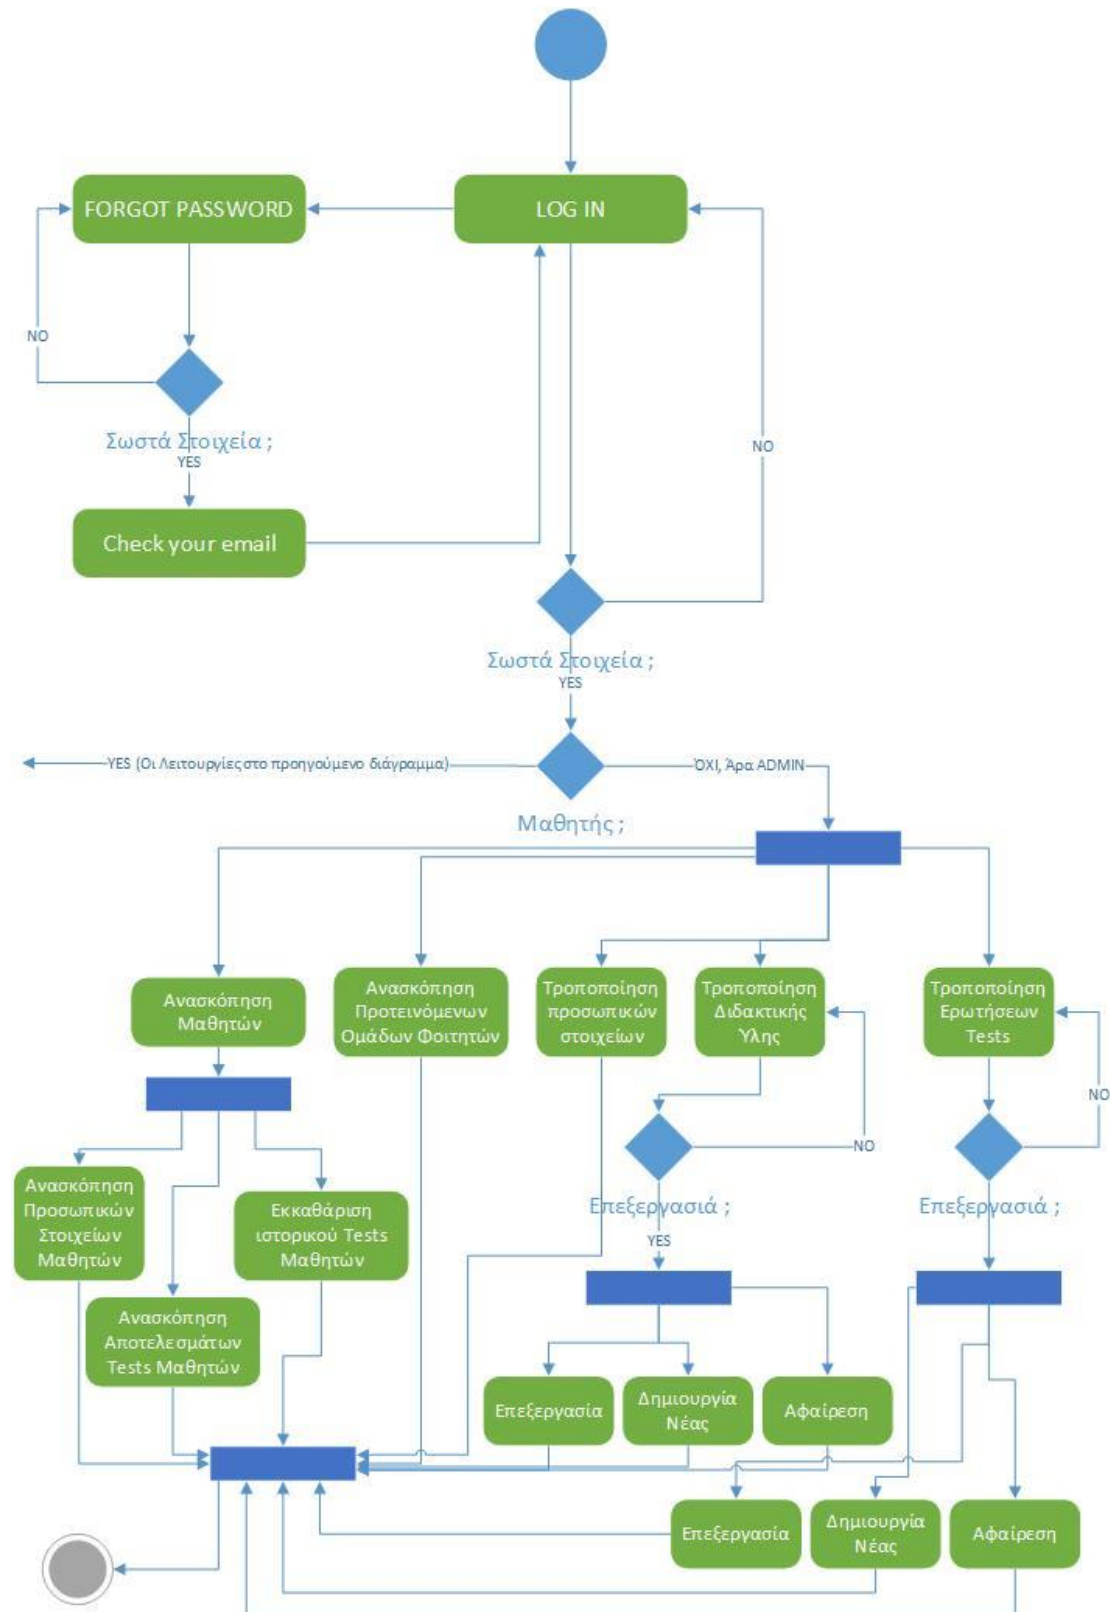 FORGOT PASSWORD
LOG IN
NO
Σωστά Στοιχεία ;
YES
NO
Check your email
Σωστά Στοιχεία ;
YES
YES (Οι Λειτουργίες στο προηγούμενο διάγραμμα)
ΌΧΙ, Άρα ADMIN
Μαθητής ;
Ανασκόπηση
Μαθητών
Ανασκόπηση
Προτεινόμενων
Ομάδων Φοιτητών
Τροποποίηση
προσωπικών
στοιχείων
Τροποποίηση
Διδακτικής
Ύλης
Τροποποίηση
Ερωτήσεων
Tests
NO
NO
Ανασκόπηση
Προσωπικών
Στοιχείων
Μαθητών
Εκκαθάριση
ιστορικού Tests
Μαθητών
Επεξεργασιά ;
YES
Επεξεργασιά ;
Ανασκόπηση
Αποτελεσμάτων
Tests Μαθητών
Επεξεργασία
Δημιουργία
Νέας
Αφαίρεση
Επεξεργασία
Δημιουργία
Νέας
Αφαίρεση